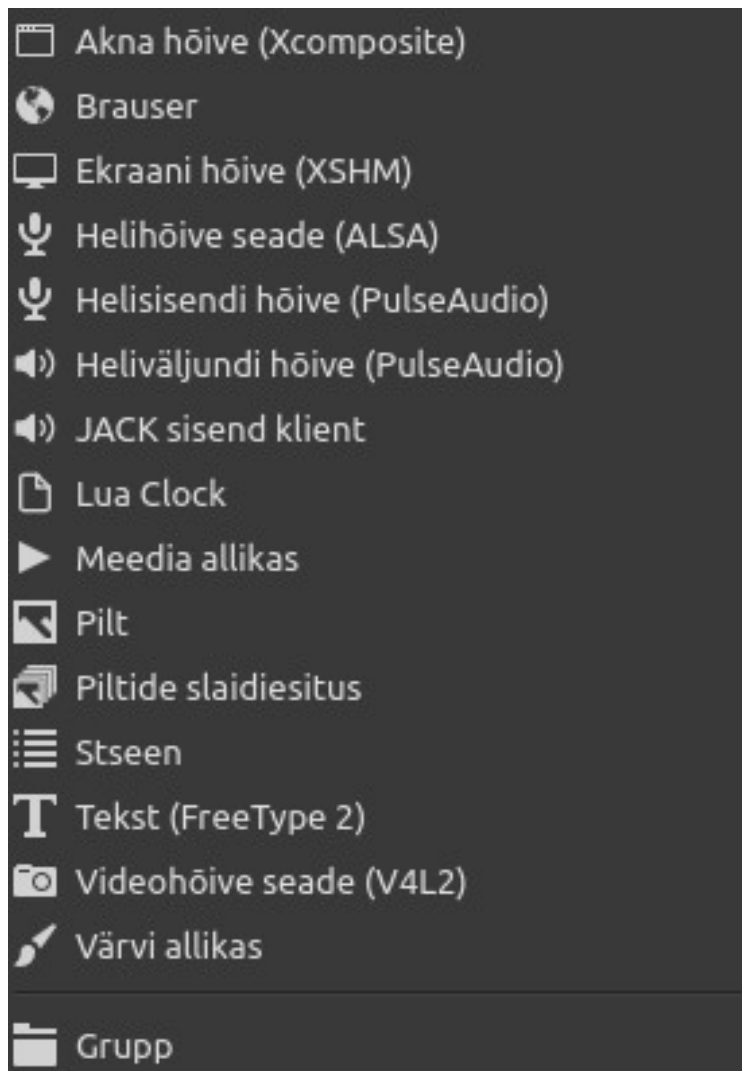 Akna hõive (Xcomposite)
Brauser
Ekraani hõive (XSHM)
Helihõive seade (ALSA)
Helisisendi hõive (PulseAudio)
Heliväljundi hõive (PulseAudio)
JACK sisend klient
Lua Clock
Meedia allikas
Pilt
Piltide slaidiesitus
Stseen
Tekst (FreeType 2)
Videohõive seade (V4L2)
Värvi allikas
Grupp